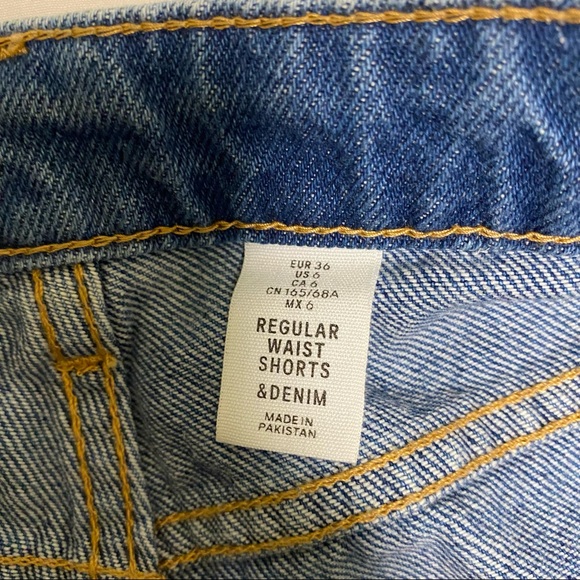 EUR 36
US 6
CA 6
CN 165/68A
MX 6
REGULAR
WAIST
SHORTS
&DENIM
MADE IN
PAKISTAN